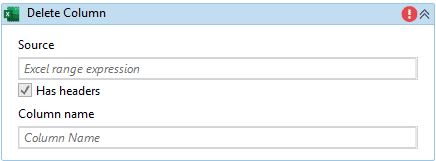 Delete Column
Source
Excel range expression
Has headers
Column name
Column Name